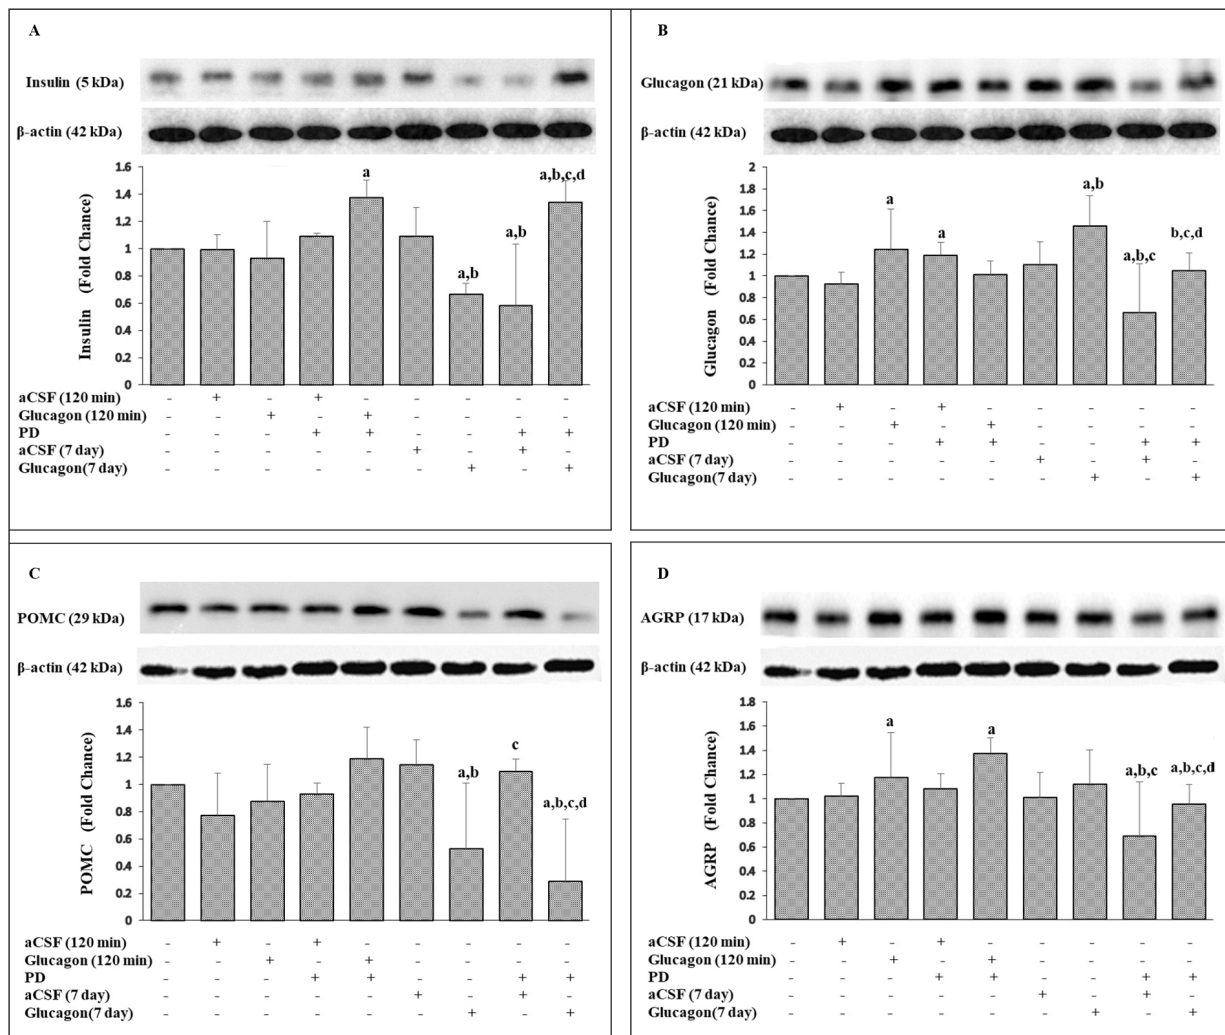 A
Insulin (5 kDa)
β-actin (42 kDa)
Insulin (Fold Chance)
1.6
1.4
1.2
1
0.8
0.6
0.4
0.2
0
a
a,b
a,b
a,b,c,d
aCSF (120 min) - + - + - - - - -
Glucagon (120 min) - - + - + - - - -
PD - - - + + - - + +
aCSF (7 day) - - - - - + - + -
Glucagon(7 day) - - - - - - + - +
B
Glucagon (21 kDa)
β-actin (42 kDa)
Glucagon (Fold Chance)
2
1.8
1.6
1.4
1.2
1
0.8
0.6
0.4
0.2
0
a
a
a,b
a,b,c
b,c,d
aCSF (120 min) - + - + - - - - -
Glucagon (120 min) - - + - + - - - -
PD - - - + + - - + +
aCSF (7 day) - - - - - + - + -
Glucagon(7 day) - - - - - - + - +
C
POMC (29 kDa)
β-actin (42 kDa)
POMC (Fold Chance)
1.6
1.4
1.2
1
0.8
0.6
0.4
0.2
0
a,b
c
a,b,c,d
aCSF (120 min) - + - + - - - - -
Glucagon (120 min) - - + - + - - - -
PD - - - + + - - + +
aCSF (7 day) - - - - - + - + -
Glucagon(7 day) - - - - - - + - +
D
AGRP (17 kDa)
β-actin (42 kDa)
AGRP (Fold Chance)
1.8
1.6
1.4
1.2
1
0.8
0.6
0.4
0.2
0
a
a
a,b,c
a,b,c,d
aCSF (120 min) - + - + - - - - -
Glucagon (120 min) - - + - + - - - -
PD - - - + + - - + +
aCSF (7 day) - - - - - + - + -
Glucagon(7 day) - - - - - - + - +